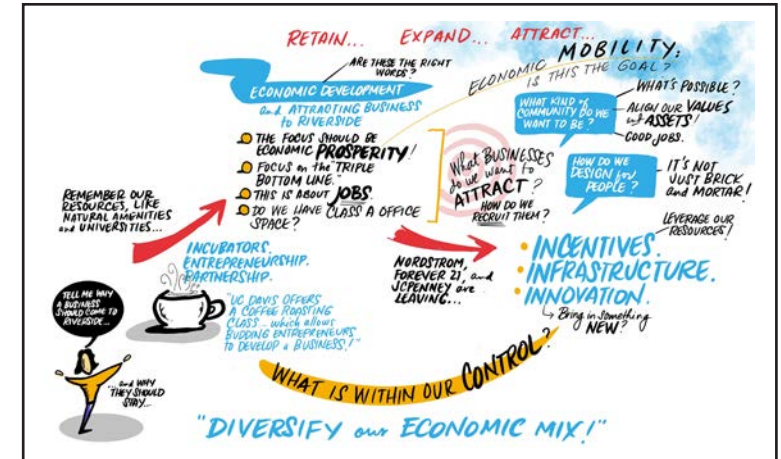 RETAIN... EXPAND... ATTRACT...
ARE THESE THE RIGHT
WORDS?
ECONOMIC DEVELOPMENT
and ATTRACTING BUSINESS
to RIVERSIDE
THE FOCUS SHOULD BE
ECONOMIC PROSPERITY!
FOCUS on the "TRIPLE
BOTTOM LINE."
THIS IS ABOUT JOBS.
DO WE HAVE CLASS A OFFICE
SPACE?
ECONOMIC MOBILITY:
IS THIS THE GOAL?
WHAT KIND of
COMMUNITY DO WE
WANT TO BE?
WHAT'S POSSIBLE?
ALIGN OUR VALUES
and ASSETS!
GOOD JOBS.
What BUSINESSES
do we want to
ATTRACT?
HOW DO WE
RECRUIT THEM?
HOW DO WE
DESIGN for
PEOPLE?
IT'S NOT
JUST BRICK
and MORTAR!
REMEMBER OUR
RESOURCES, LIKE
NATURAL AMENITIES
and UNIVERSITIES...
INCUBATORS.
ENTREPRENEURSHIP.
PARTNERSHIP.
"UC DAVIS OFFERS
A COFFEE ROASTING
CLASS... which allows
BUDDING ENTREPRENEURS
TO DEVELOP a BUSINESS!"
NORDSTROM,
FOREVER 21, and
JCPENNEY are
LEAVING...
LEVERAGE OUR
RESOURCES!
INCENTIVES.
INFRASTRUCTURE.
INNOVATION.
Bring in something
NEW?
TELL ME WHY
A BUSINESS
SHOULD COME TO
RIVERSIDE...
...and WHY
THEY SHOULD
STAY...
WHAT IS WITHIN OUR CONTROL?
"DIVERSIFY our ECONOMIC MIX!"